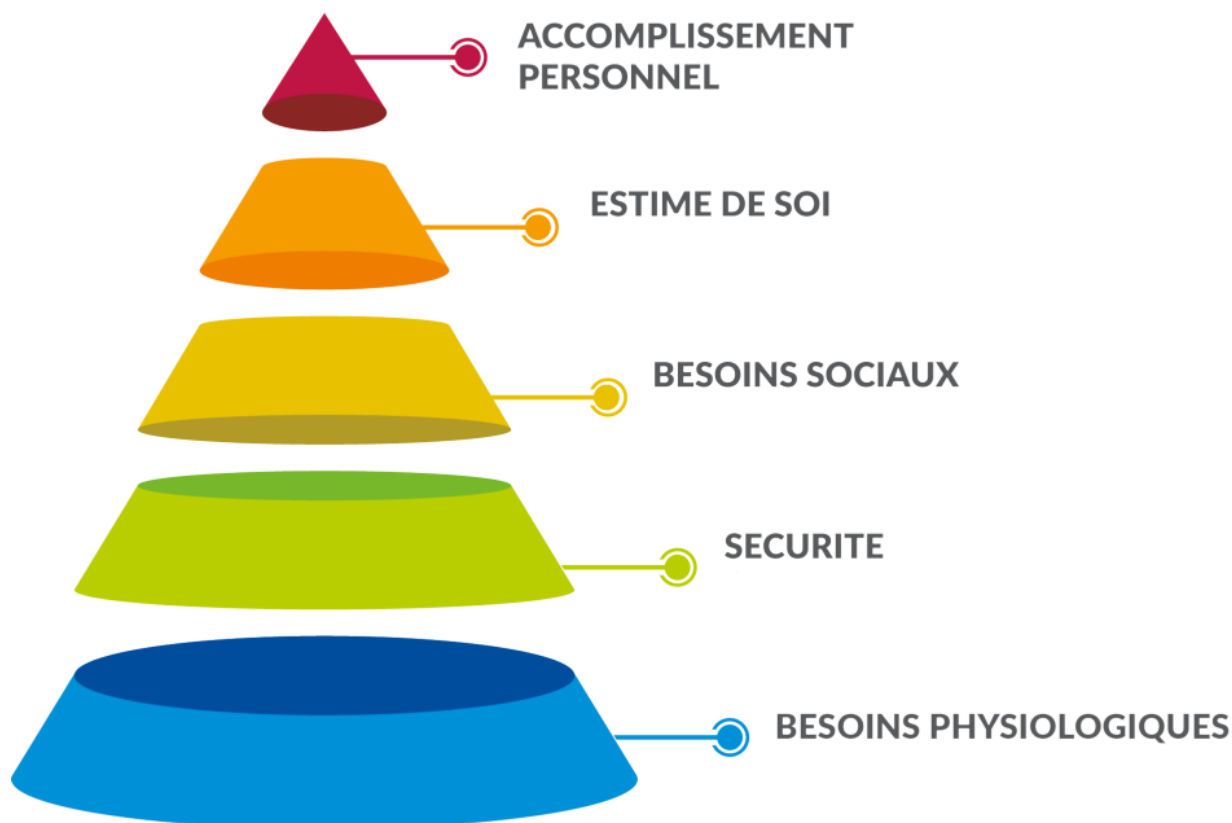 ACCOMPLISSEMENT
PERSONNEL
ESTIME DE SOI
BESOINS SOCIAUX
SECURITE
BESOINS PHYSIOLOGIQUES